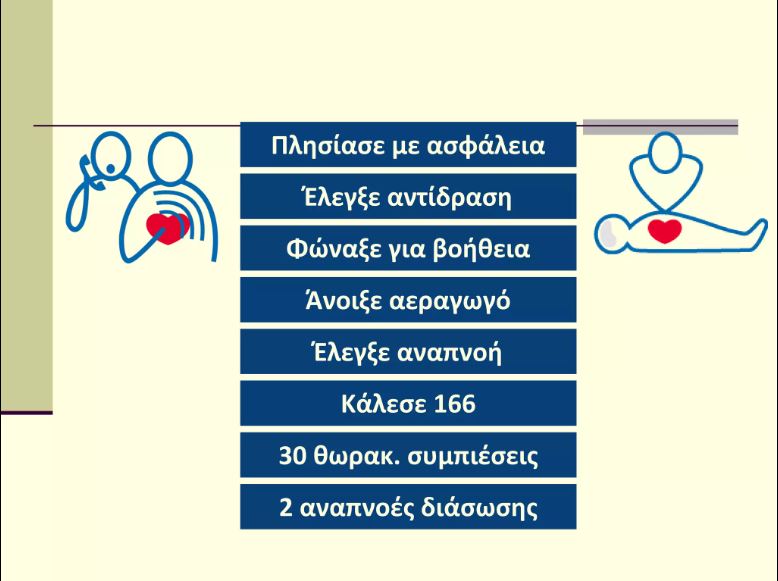 Πλησίασε με ασφάλεια
Έλεγξε αντίδραση
Φώναξε για βοήθεια
Άνοιξε αεραγωγό
Έλεγξε αναπνοή
Κάλεσε 166
30 θωρακ. συμπιέσεις
2 αναπνοές διάσωσης